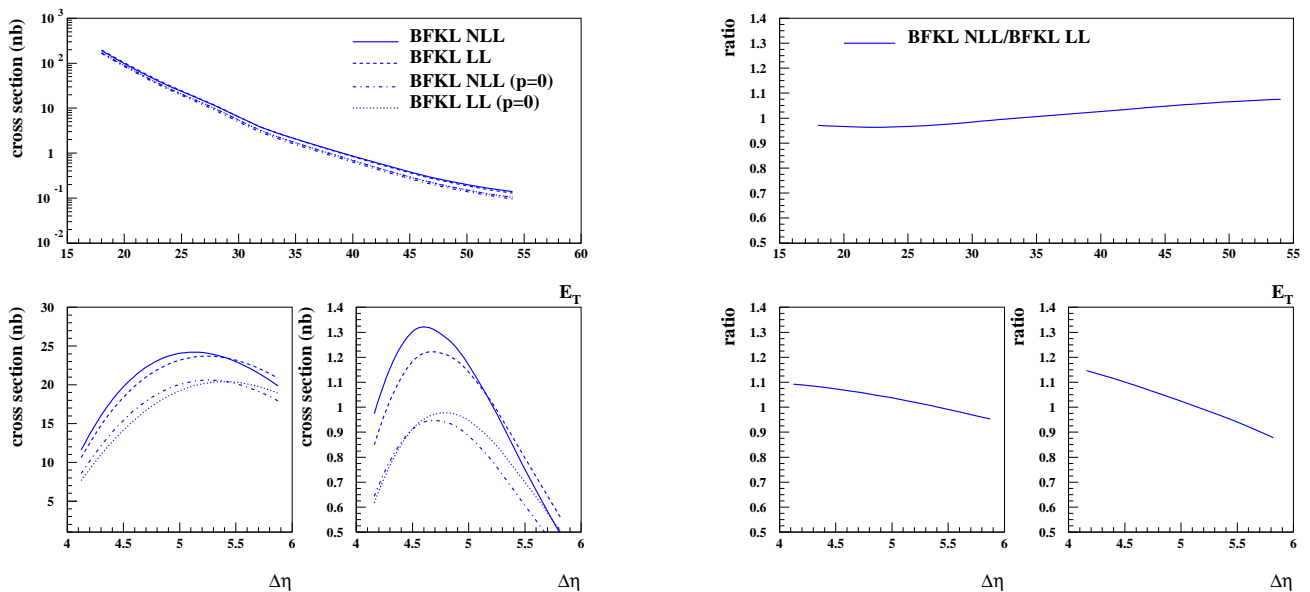 cross section (nb)
10^3
10^2
10
1
10^-1
10^-2
BFKL NLL
BFKL LL
BFKL NLL (p=0)
BFKL LL (p=0)
15 20 25 30 35 40 45 50 55 60
E_T
ratio
1.4
1.3
1.2
1.1
1
0.9
0.8
0.7
0.6
0.5
BFKL NLL/BFKL LL
15 20 25 30 35 40 45 50 55
E_T
cross section (nb)
30
25
20
15
10
5
4 4.5 5 5.5 6
Δη
cross section (nb)
1.4
1.3
1.2
1.1
1
0.9
0.8
0.7
0.6
0.5
4 4.5 5 5.5 6
Δη
ratio
1.4
1.3
1.2
1.1
1
0.9
0.8
0.7
0.6
0.5
4 4.5 5 5.5 6
Δη
ratio
1.4
1.3
1.2
1.1
1
0.9
0.8
0.7
0.6
0.5
4 4.5 5 5.5 6
Δη